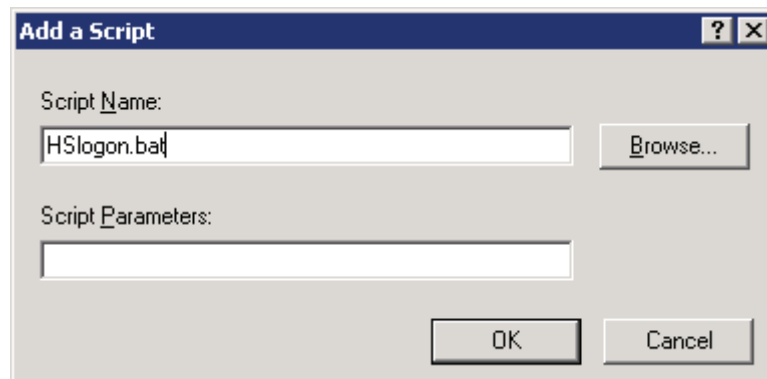 Add a Script
Script Name:
HSlogon.bat
Browse...
Script Parameters:
OK
Cancel